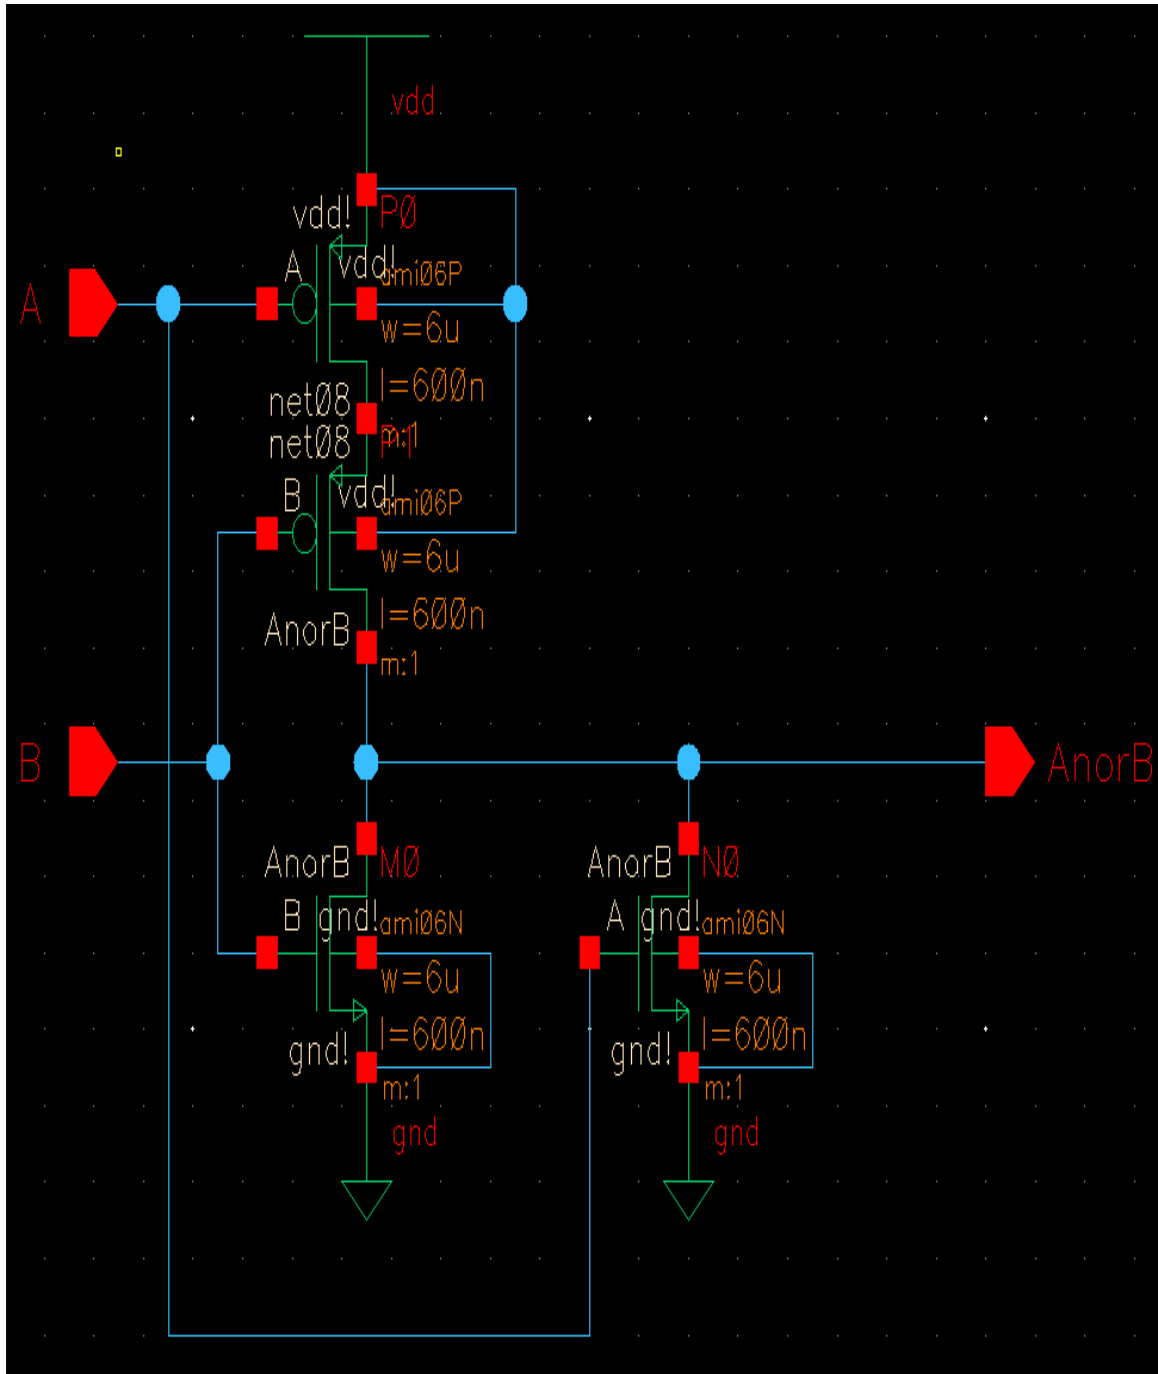 vdd
vdd!
P0
A
vdd!
ami06P
A
w=6u
l=600n
net08
m:1
net08
P1
B
vdd!
ami06P
w=6u
l=600n
AnorB
m:1
B
AnorB
AnorB
M0
AnorB
N0
B
gnd!
ami06N
A
gnd!
ami06N
w=6u
w=6u
l=600n
l=600n
gnd!
gnd!
m:1
m:1
gnd
gnd